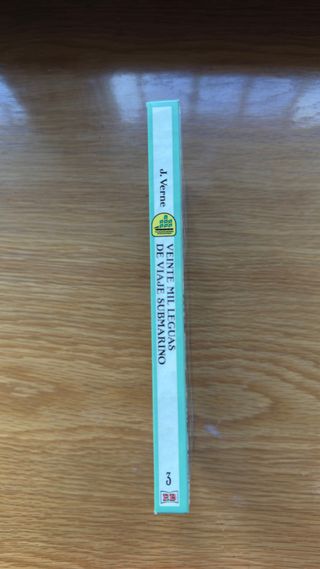 J. Verne
VEINTE MIL LEGUAS
DE VIAJE SUBMARINO
3